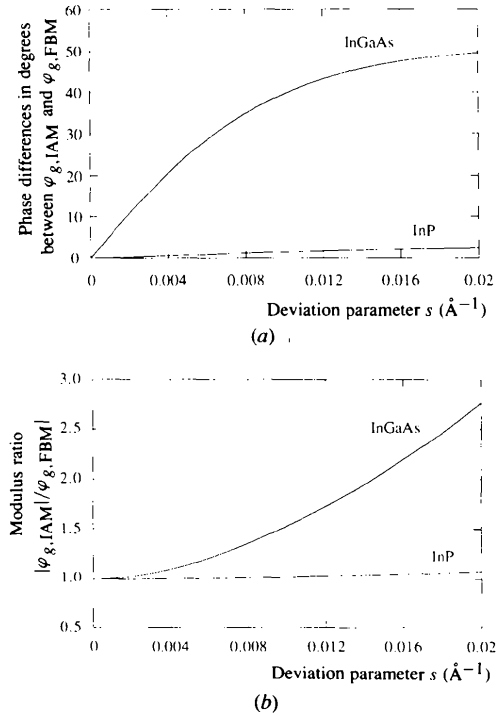 60
50
40
30
20
10
0
Phase differences in degrees
between φg,IAM and φg,FBM
InGaAs
InP
0 0.004 0.008 0.012 0.016 0.02
Deviation parameter s (Å−1)
(a)
3.0
2.5
2.0
1.5
1.0
0.5
Modulus ratio
|φg,IAM|/φg,FBM|
InGaAs
InP
0 0.004 0.008 0.012 0.016 0.02
Deviation parameter s (Å−1)
(b)